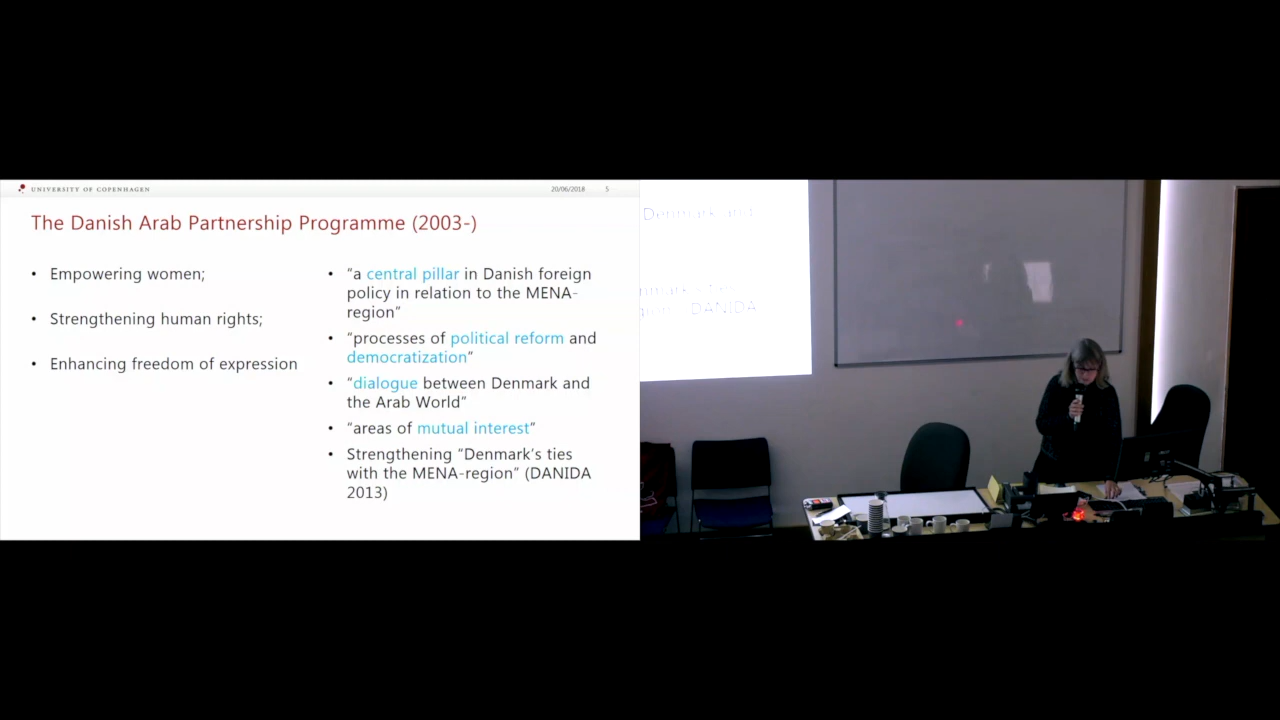 UNIVERSITY OF COPENHAGEN
20/06/2018 5
The Danish Arab Partnership Programme (2003-)
• Empowering women;
• Strengthening human rights;
• Enhancing freedom of expression
• "a central pillar in Danish foreign
policy in relation to the MENA-
region"
• "processes of political reform and
democratization"
• "dialogue between Denmark and
the Arab World"
• "areas of mutual interest"
• Strengthening "Denmark's ties
with the MENA-region" (DANIDA
2013)
Denmark and
DANIDA